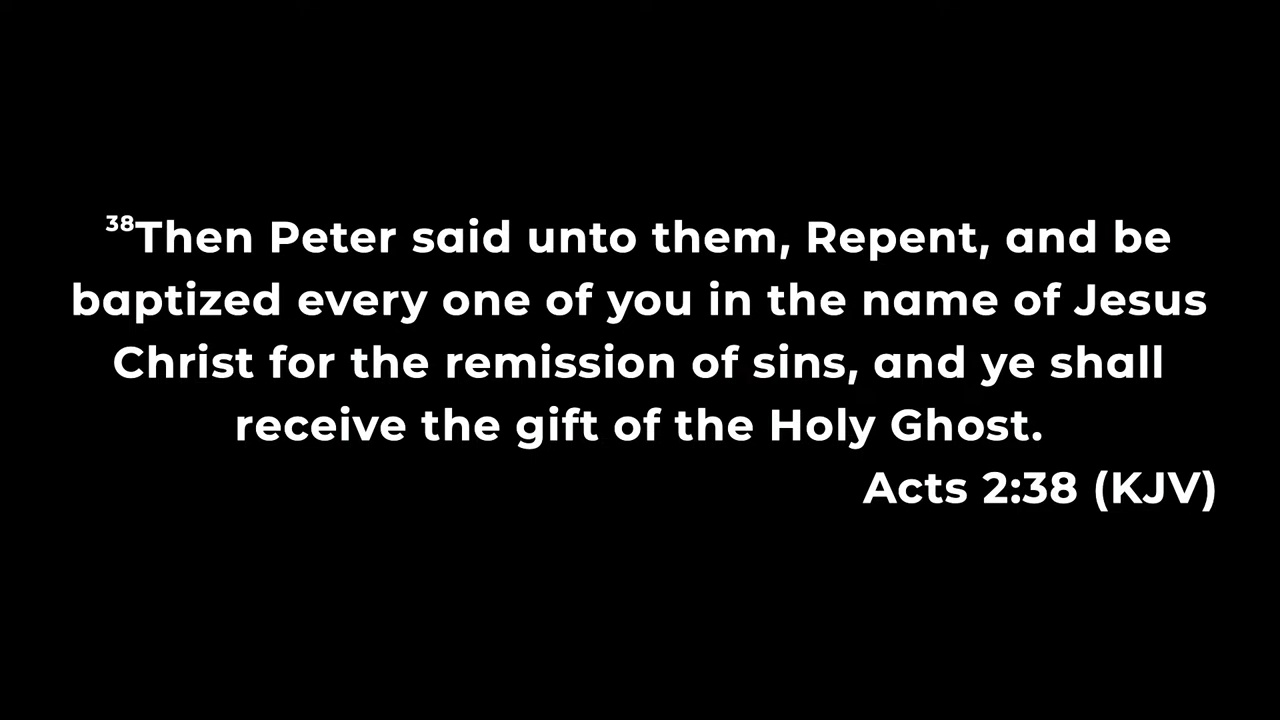 38Then Peter said unto them, Repent, and be
baptized every one of you in the name of Jesus
Christ for the remission of sins, and ye shall
receive the gift of the Holy Ghost.
Acts 2:38 (KJV)